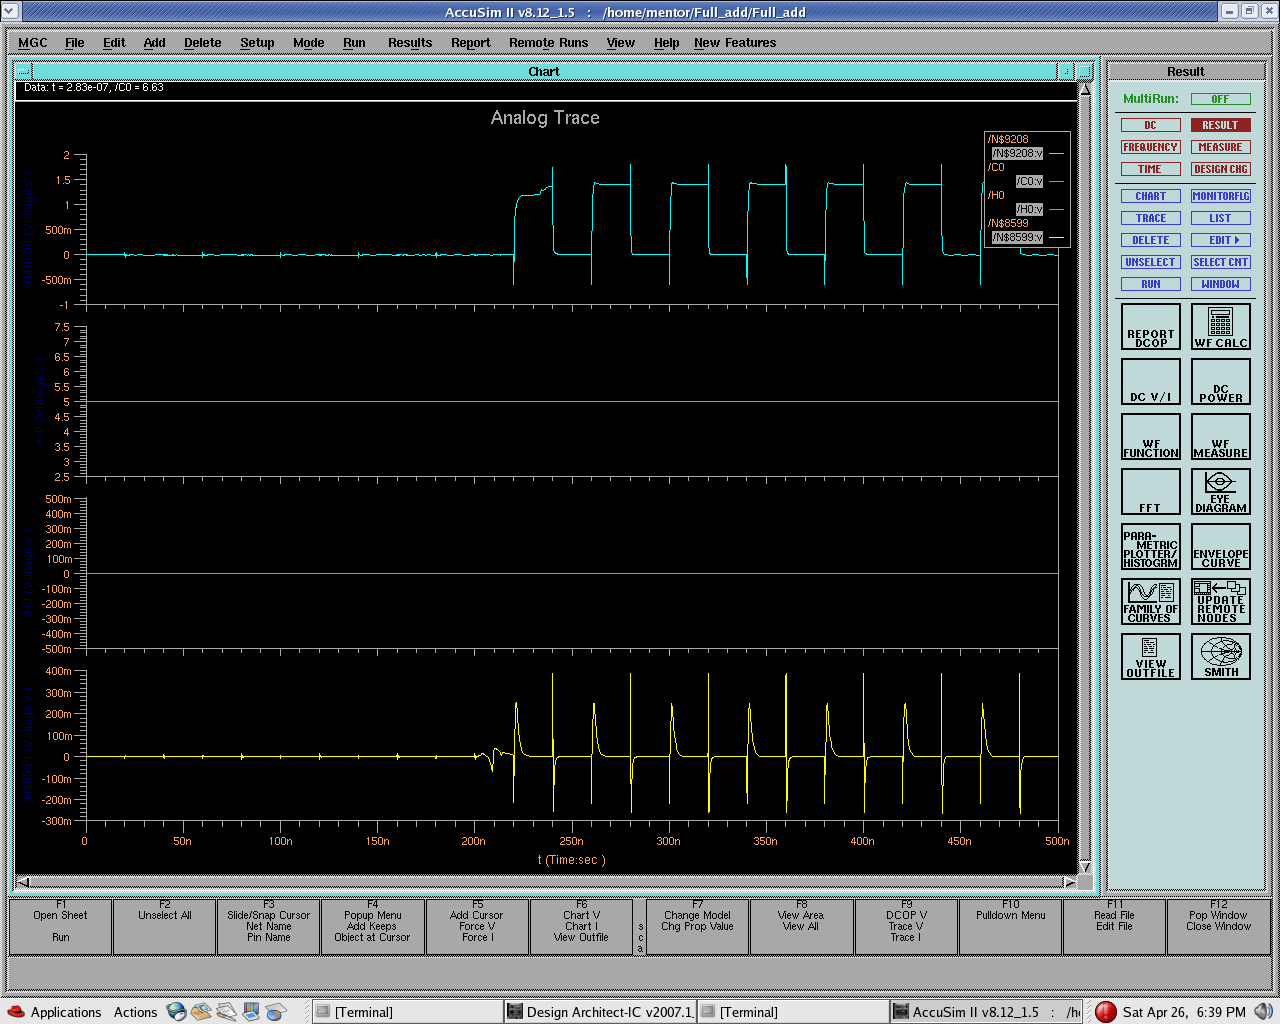 AccuSim II v8.12_1.5 : /home/mentor/Full_add/Full_add
MGC File Edit Add Delete Setup Mode Run Results Report Remote Runs View Help New Features
Chart
Data: t = 2.83e-07, /C0 = 6.63
Analog Trace
/N$9208
/N$9208:v
/C0
/C0:v
/H0
/H0:v
/N$8599
/N$8599:v
2
1.5
1
500m
0
-500m
-1
7.5
7
6.5
6
5.5
5
4.5
4
3.5
3
2.5
500m
400m
300m
200m
100m
0
-100m
-200m
-300m
-400m
-500m
400m
300m
200m
100m
0
-100m
-200m
-300m
0 50n 100n 150n 200n 250n 300n 350n 400n 450n 500n
t (Time:sec )
Result
MultiRun: OFF
DC RESULT
FREQUENCY MEASURE
TIME DESIGN CHG
CHART MONITORFLG
TRACE LIST
DELETE EDIT
UNSELECT SELECT CNT
RUN WINDOW
REPORT DCOP
WF CALC
DC V/I
DC POWER
WF FUNCTION
WF MEASURE
FFT
EYE DIAGRAM
PARA-METRIC PLOTTER/HISTOGRM
ENVELOPE CURVE
FAMILY OF CURVES
UPDATE REMOTE NODES
VIEW OUTFILE
SMITH
F1 F2 F3 F4 F5 F6 F7 F8 F9 F10 F11 F12
Open Sheet Unselect All Slide/Snap Cursor Popup Menu Add Cursor Chart V Change Model View Area DCOP V Pulldown Menu Read File Pop Window
Net Name Add Keeps Force V Chart I sca Chg Prop Value View All Trace V Edit File Close Window
Run Pin Name Object at Cursor Force I View Outfile Trace I
Applications Actions [Terminal] Design Architect-IC v2007.1. [Terminal] AccuSim II v8.12_1.5 : /h Sat Apr 26, 6:39 PM